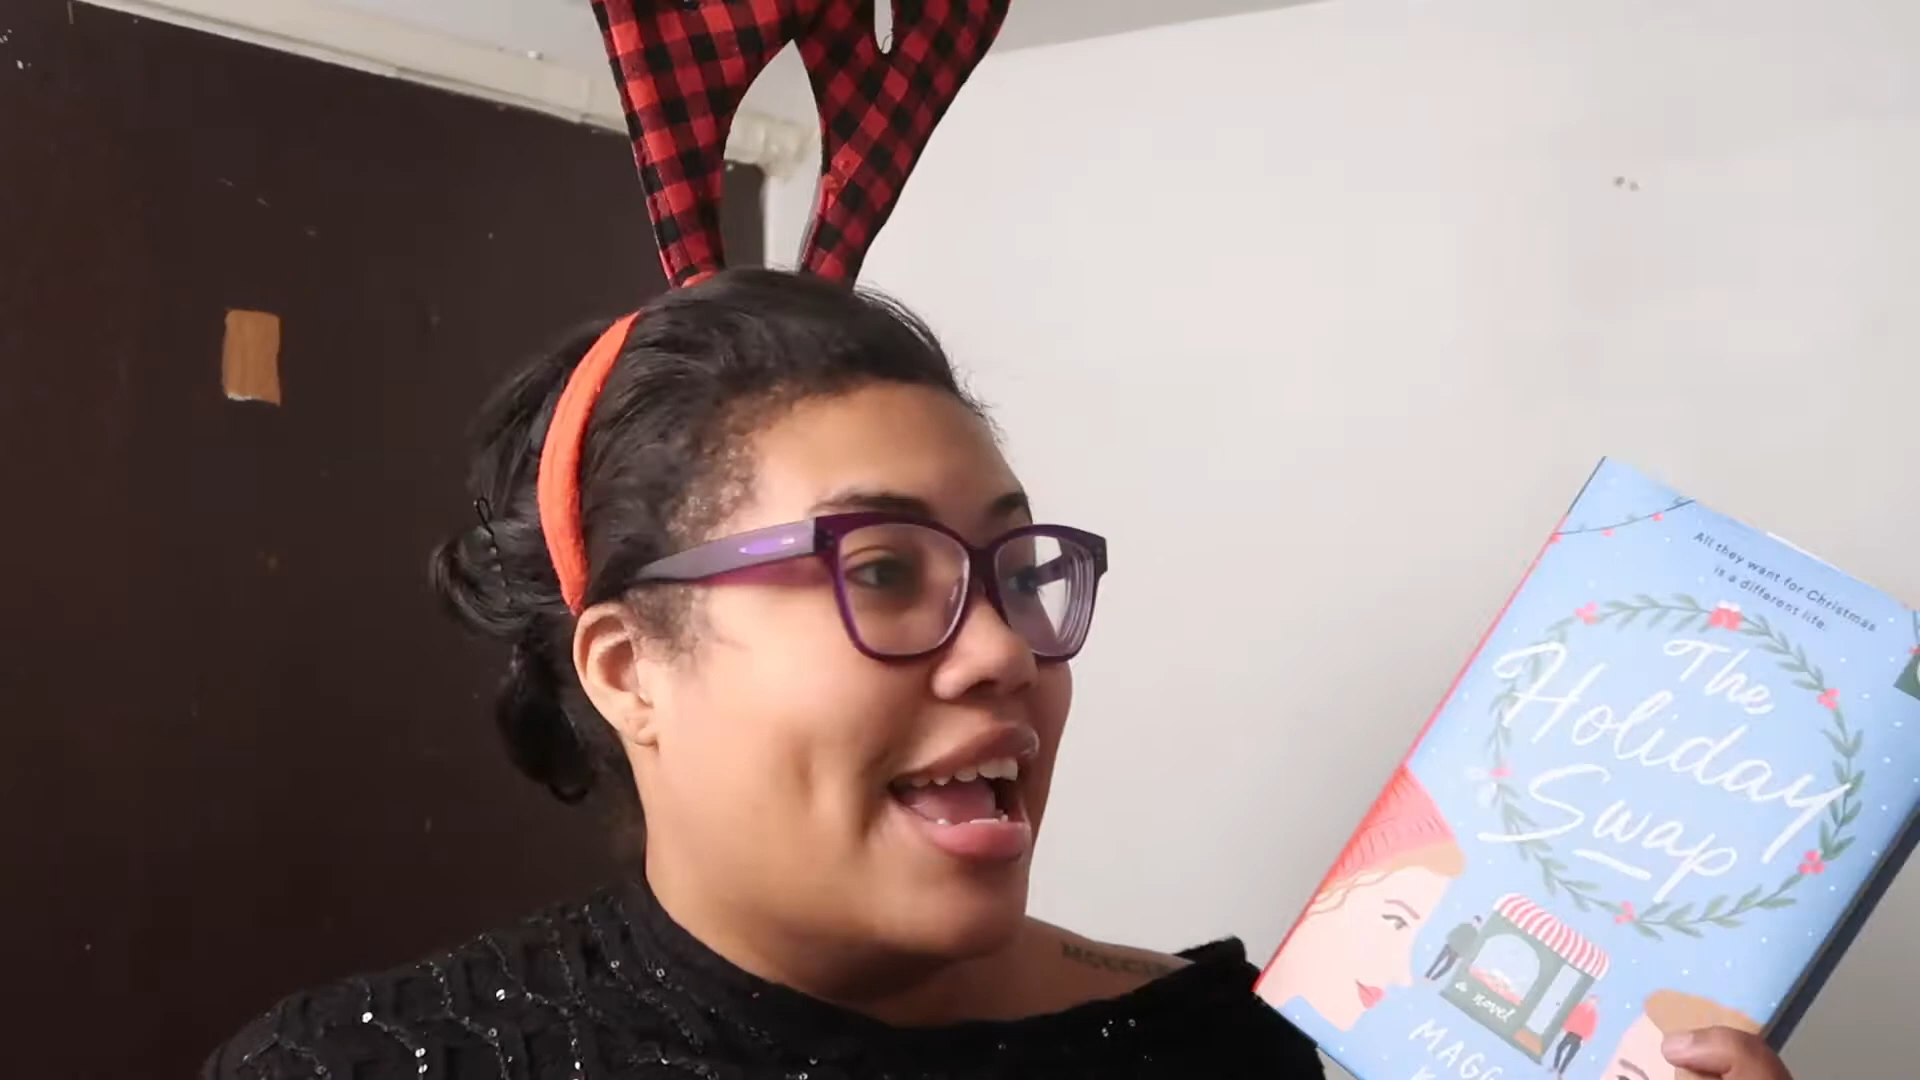 All they want for Christmas
is a different life.
The
Holiday
Swap
a novel